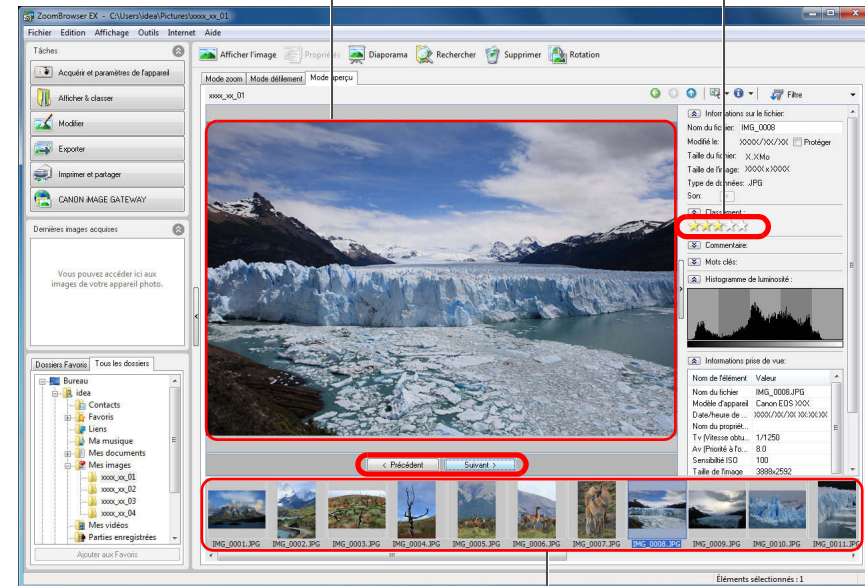 ZoomBrowser EX - C:\Users\idea\Pictures\xxxx_xx_01
Fichier Edition Affichage Outils Internet Aide
Tâches
Acquérir et paramètres de l'appareil
Afficher & classer
Modifier
Exporter
Imprimer et partager
CANON iMAGE GATEWAY
Dernières images acquises
Vous pouvez accéder ici aux
images de votre appareil photo.
Dossiers Favoris Tous les dossiers
Bureau
idea
Contacts
Favoris
Liens
Ma musique
Mes documents
Mes images
xxxx_xx_01
xxxx_xx_02
xxxx_xx_03
xxxx_xx_04
Mes vidéos
Parties enregistrées
Ajouter aux Favoris
Afficher l'image Propriétés Diaporama Rechercher Supprimer Rotation
Mode zoom Mode défilement Mode aperçu
xxxx_xx_01
Filtre
< Précédent Suivant >
Informations sur le fichier:
Nom du fichier: IMG_0008
Modifié le: XXXX/XX/XX Protéger
Taille du fichier: X.XMo
Taille de l'image: XXXX x XXXX
Type de données: JPG
Son:
Classement :
Commentaire:
Mots clés:
Histogramme de luminosité :
Informations prise de vue:
Nom de l'élément Valeur
Nom du fichier IMG_0008.JPG
Modèle d'appareil Canon EOS XXX
Date/heure de ... XXXX/XX/XX XX:XX:XX
Nom du propriét...
Tv (Vitesse obtu... 1/1250
Av (Priorité à l'o... 8.0
Sensibilité ISO 100
Taille de l'image 3888x2592
IMG_0001.JPG IMG_0002.JPG IMG_0003.JPG IMG_0004.JPG IMG_0005.JPG IMG_0006.JPG IMG_0007.JPG IMG_0008.JPG IMG_0009.JPG IMG_0010.JPG IMG_0011.JP
Éléments sélectionnés : 1